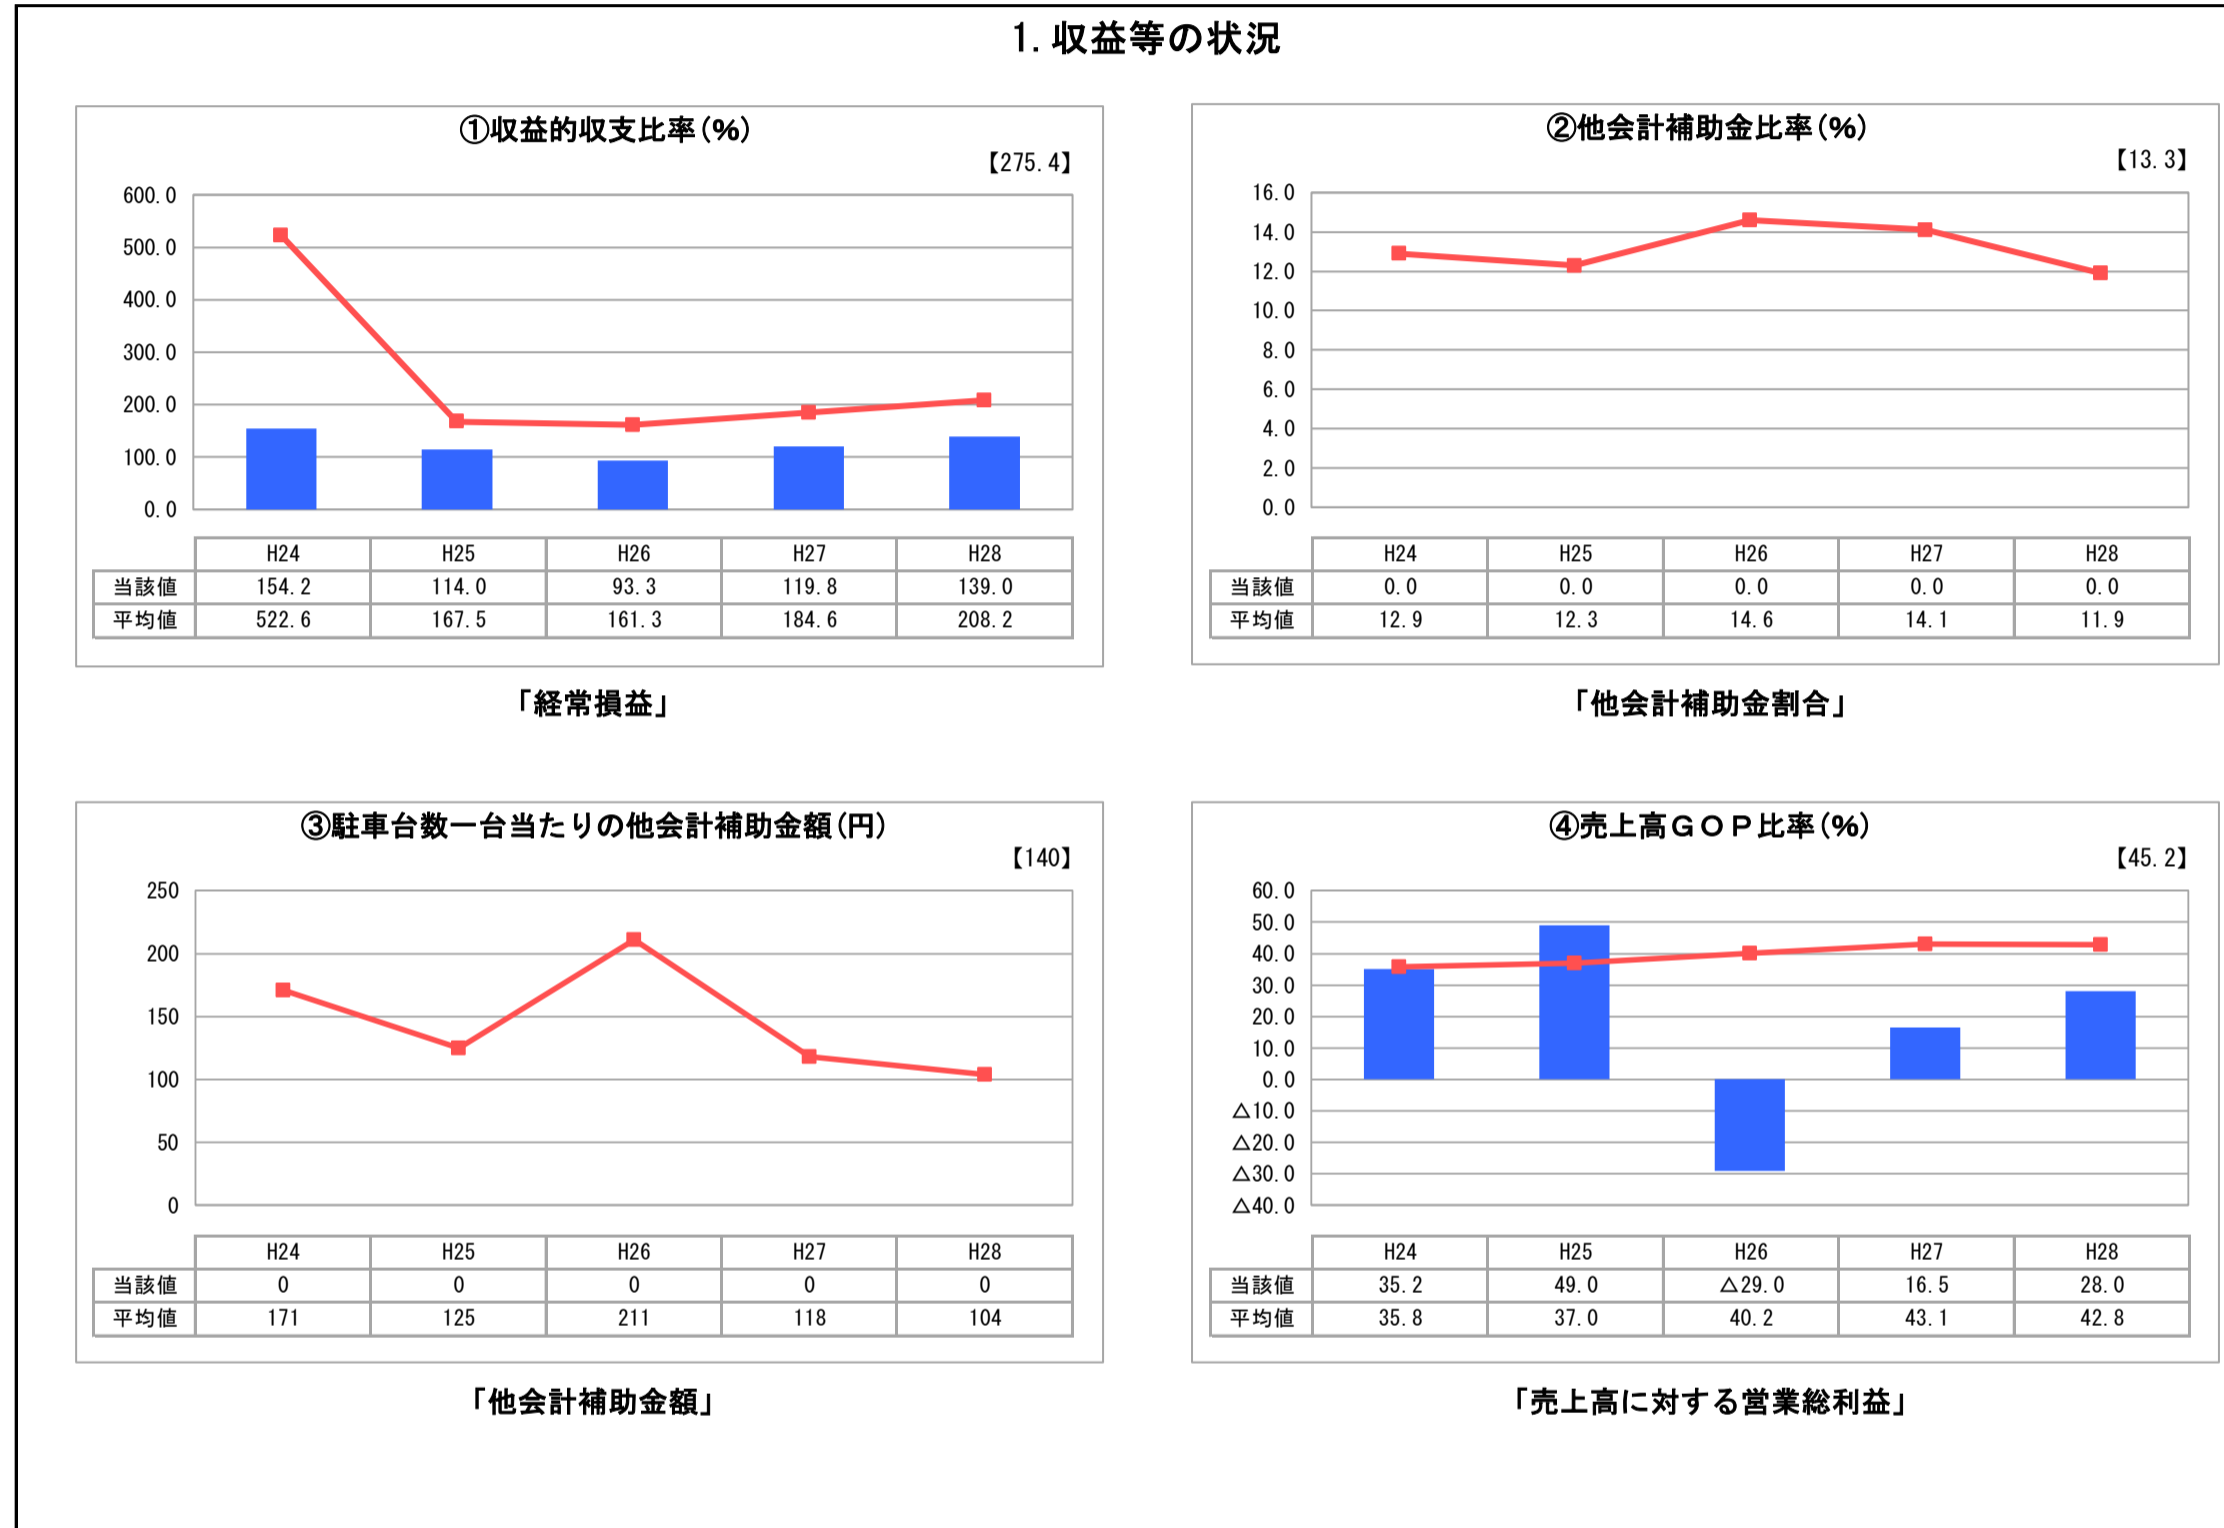 1. 収益等の状況
①収益的収支比率(%)
【275.4】
600.0
500.0
400.0
300.0
200.0
100.0
0.0
H24 H25 H26 H27 H28
当該値 154.2 114.0 93.3 119.8 139.0
平均値 522.6 167.5 161.3 184.6 208.2
「経常損益」
②他会計補助金比率(%)
【13.3】
16.0
14.0
12.0
10.0
8.0
6.0
4.0
2.0
0.0
H24 H25 H26 H27 H28
当該値 0.0 0.0 0.0 0.0 0.0
平均値 12.9 12.3 14.6 14.1 11.9
「他会計補助金割合」
③駐車台数一台当たりの他会計補助金額(円)
【140】
250
200
150
100
50
0
H24 H25 H26 H27 H28
当該値 0 0 0 0 0
平均値 171 125 211 118 104
「他会計補助金額」
④売上高GOP比率(%)
【45.2】
60.0
50.0
40.0
30.0
20.0
10.0
0.0
△10.0
△20.0
△30.0
△40.0
H24 H25 H26 H27 H28
当該値 35.2 49.0 △29.0 16.5 28.0
平均値 35.8 37.0 40.2 43.1 42.8
「売上高に対する営業総利益」